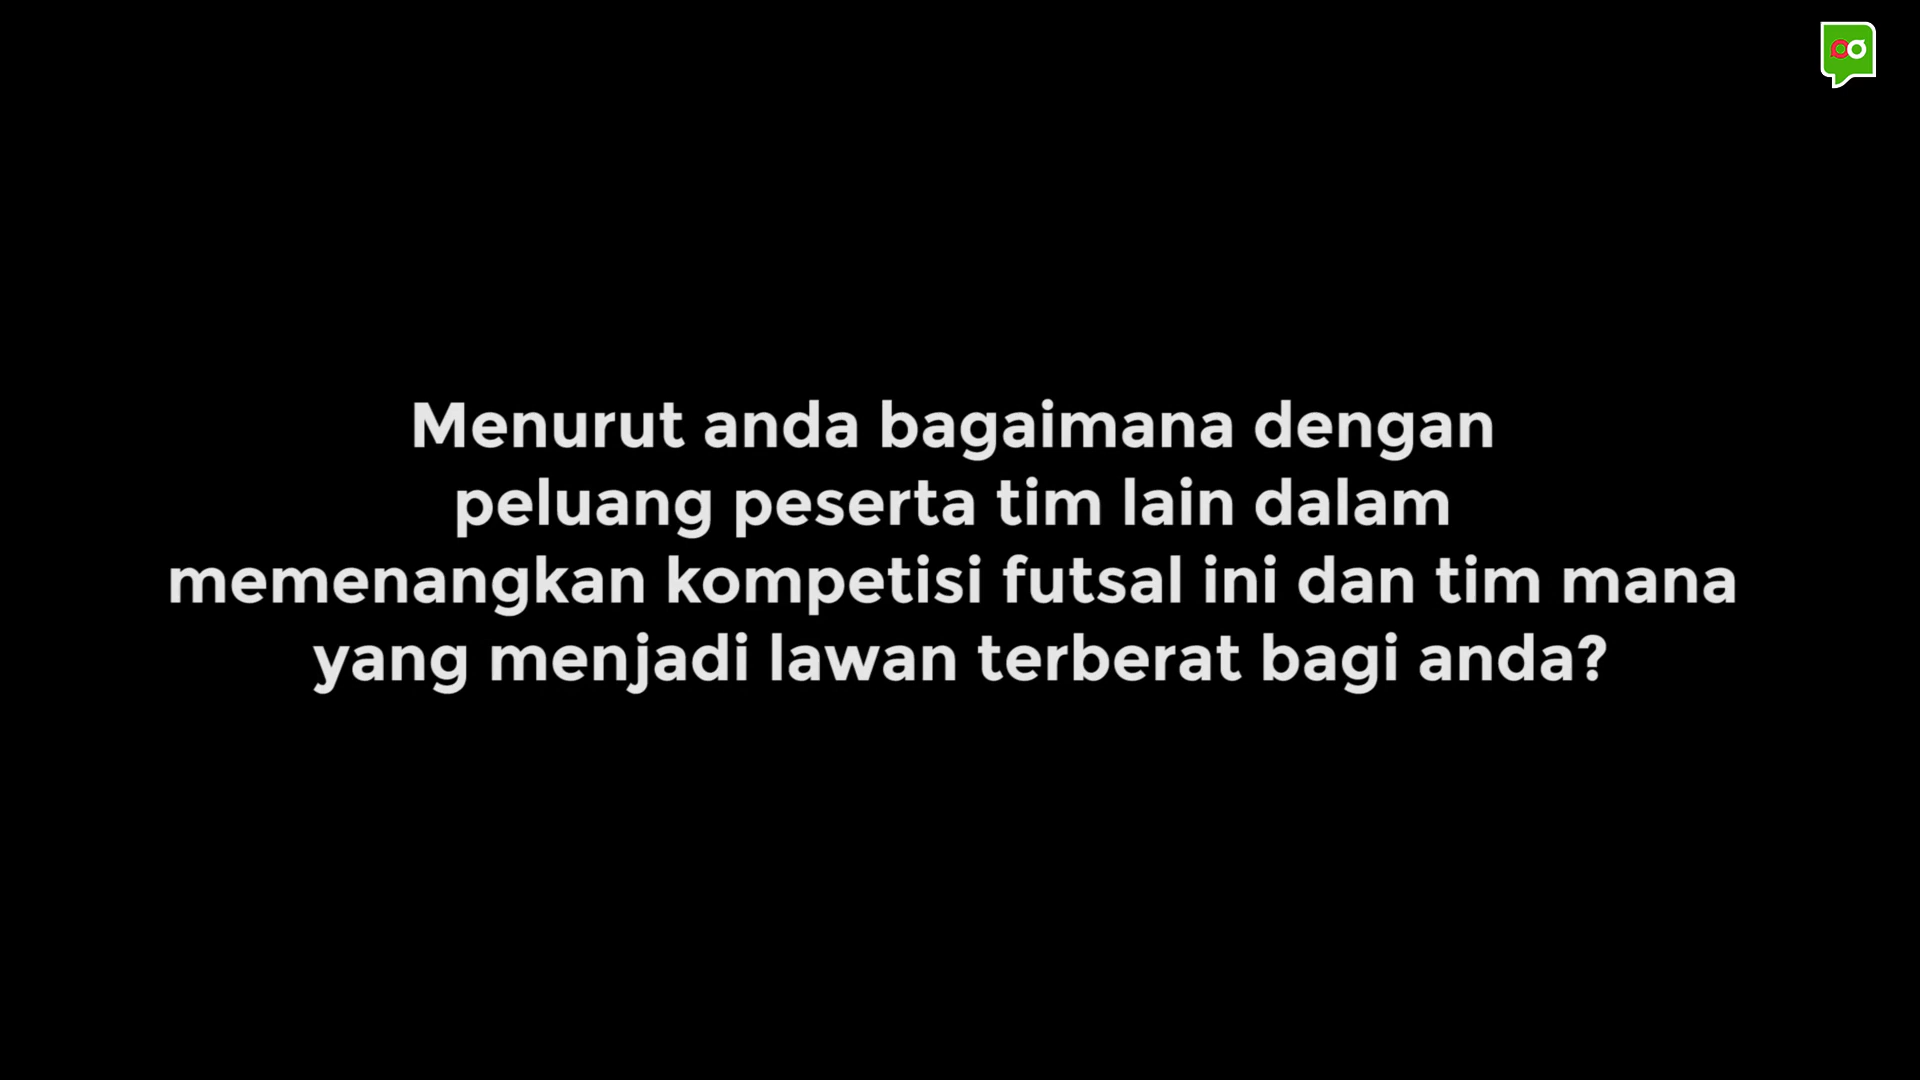 Menurut anda bagaimana dengan
peluang peserta tim lain dalam
memenangkan kompetisi futsal ini dan tim mana
yang menjadi lawan terberat bagi anda?